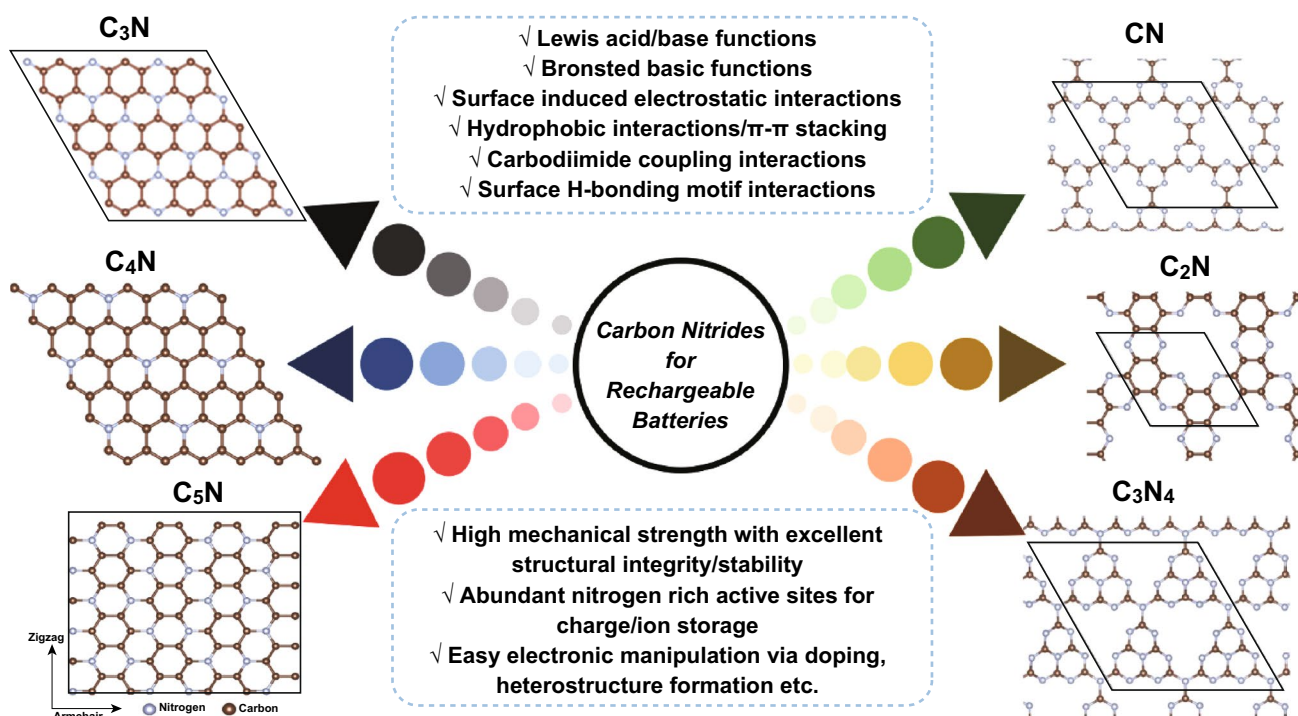 C₃N
√ Lewis acid/base functions
√ Bronsted basic functions
√ Surface induced electrostatic interactions
√ Hydrophobic interactions/π-π stacking
√ Carbodiimide coupling interactions
√ Surface H-bonding motif interactions
CN
C₄N
C₂N
Carbon Nitrides
for
Rechargeable
Batteries
C₅N
C₃N₄
√ High mechanical strength with excellent
structural integrity/stability
√ Abundant nitrogen rich active sites for
charge/ion storage
√ Easy electronic manipulation via doping,
heterostructure formation etc.
Zigzag
Armchair
Nitrogen
Carbon